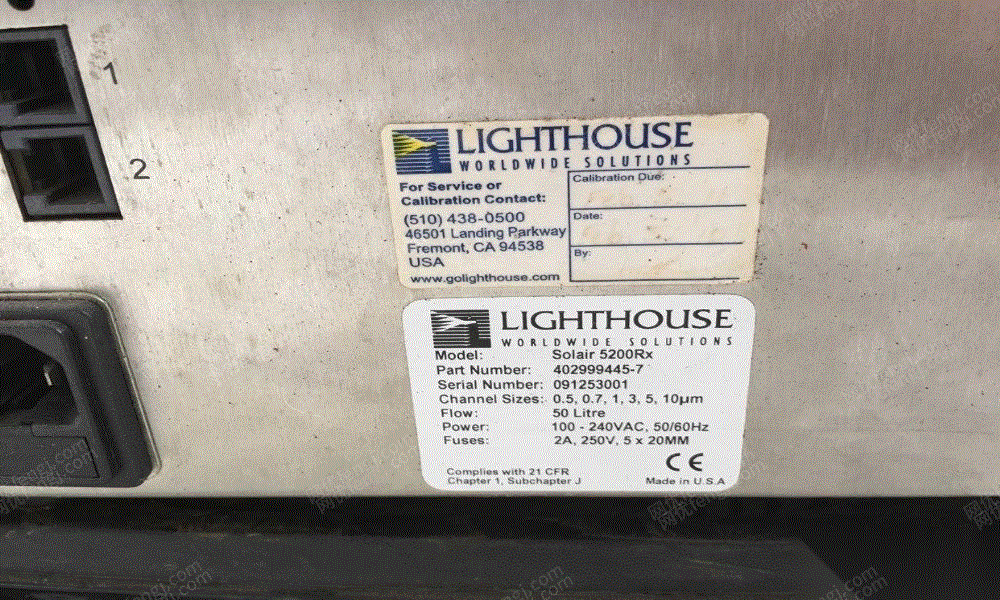 1
2
LIGHTHOUSE
WORLDWIDE SOLUTIONS
For Service or
Calibration Contact:
(510) 438-0500
46501 Landing Parkway
Fremont, CA 94538
USA
www.golighthouse.com
Calibration Due:
Date:
By:
LIGHTHOUSE
WORLDWIDE SOLUTIONS
Model: Solair 5200Rx
Part Number: 402999445-7
Serial Number: 091253001
Channel Sizes: 0.5, 0.7, 1, 3, 5, 10µm
Flow: 50 Litre
Power: 100 - 240VAC, 50/60Hz
Fuses: 2A, 250V, 5 x 20MM
CE
Complies with 21 CFR
Chapter 1, Subchapter J
Made in U.S.A